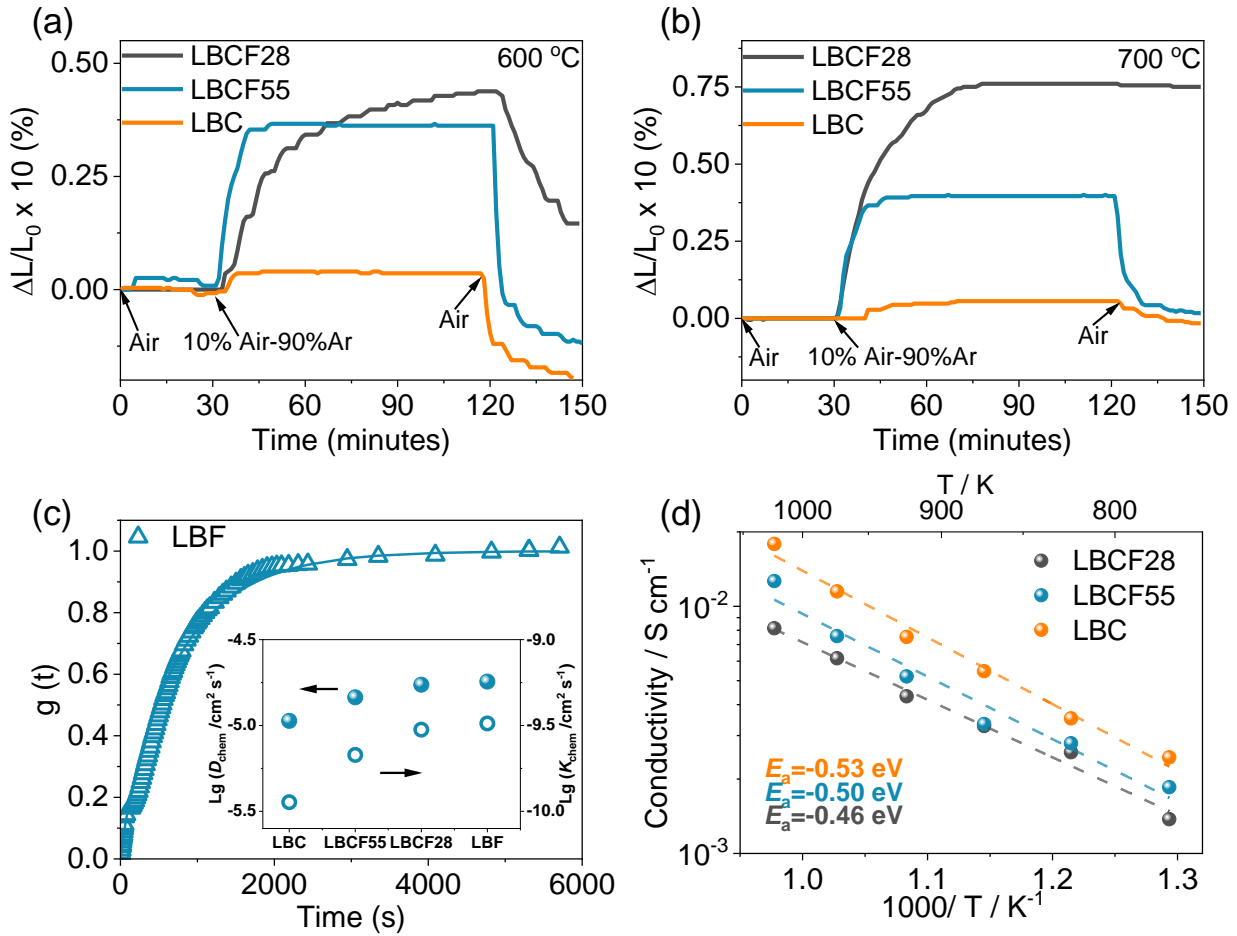 (a)
LBCF28
LBCF55
LBC
600 °C
0.50
0.25
0.00
ΔL/L0 x 10 (%)
Air
10% Air-90%Ar
Air
0 30 60 90 120 150
Time (minutes)
(b)
LBCF28
LBCF55
LBC
700 °C
0.75
0.50
0.25
0.00
ΔL/L0 x 10 (%)
Air
10% Air-90%Ar
Air
0 30 60 90 120 150
Time (minutes)
(c)
LBF
1.0
0.8
0.6
0.4
0.2
0.0
g (t)
-4.5
-5.0
-5.5
Lg (Dchem /cm2 s-1)
-9.0
-9.5
-10.0
Lg (Kchem /cm2 s-1)
LBC LBCF55 LBCF28 LBF
0 2000 4000 6000
Time (s)
(d)
T / K
1000 900 800
LBCF28
LBCF55
LBC
10-2
10-3
Conductivity / S cm-1
Ea=-0.53 eV
Ea=-0.50 eV
Ea=-0.46 eV
1.0 1.1 1.2 1.3
1000/ T / K-1